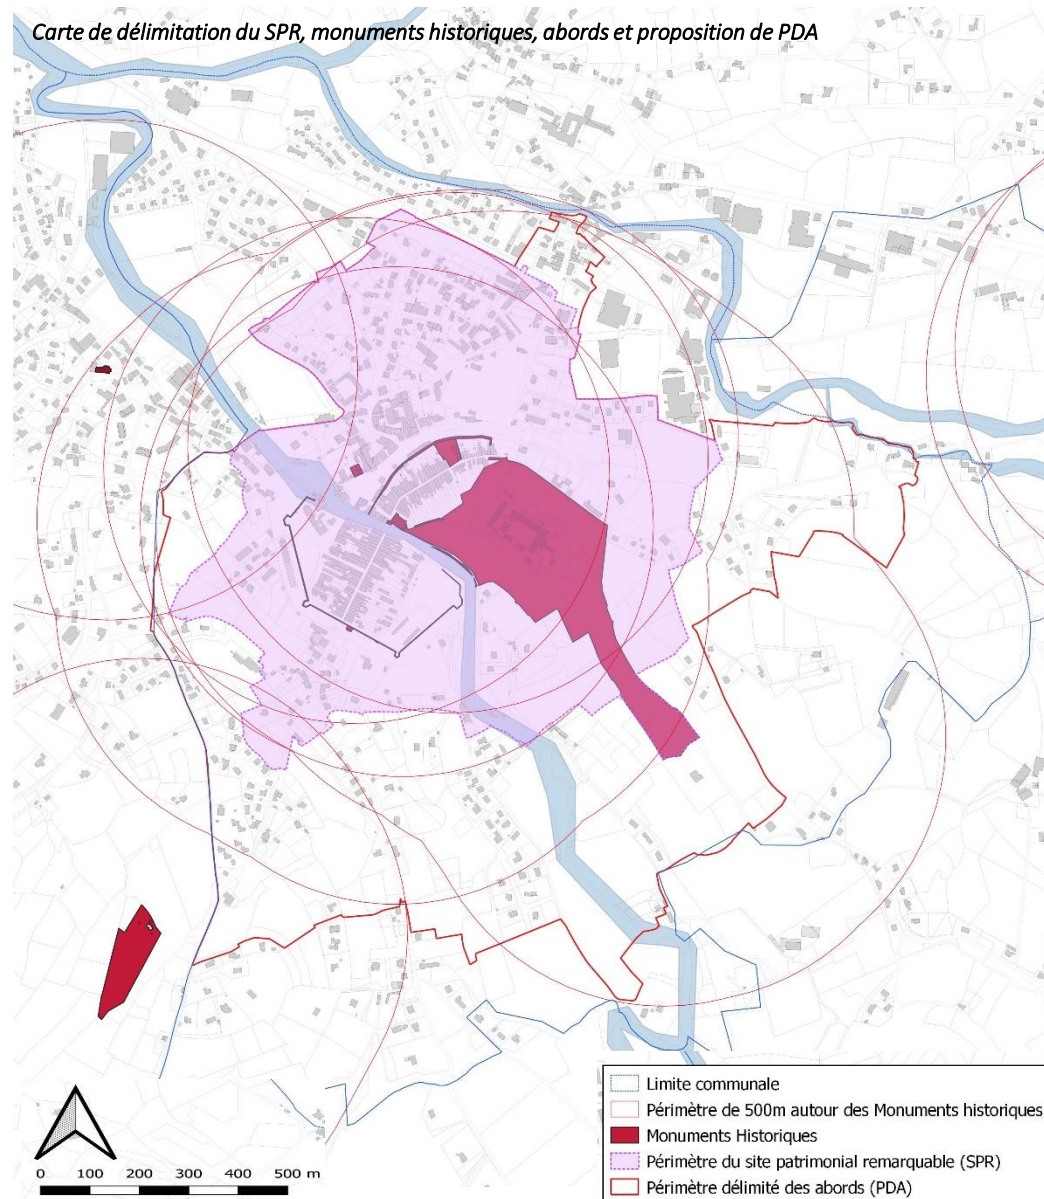 Carte de délimitation du SPR, monuments historiques, abords et proposition de PDA
Limite communale
Périmètre de 500m autour des Monuments historiques
Monuments Historiques
Périmètre du site patrimonial remarquable (SPR)
Périmètre délimité des abords (PDA)
0 100 200 300 400 500 m